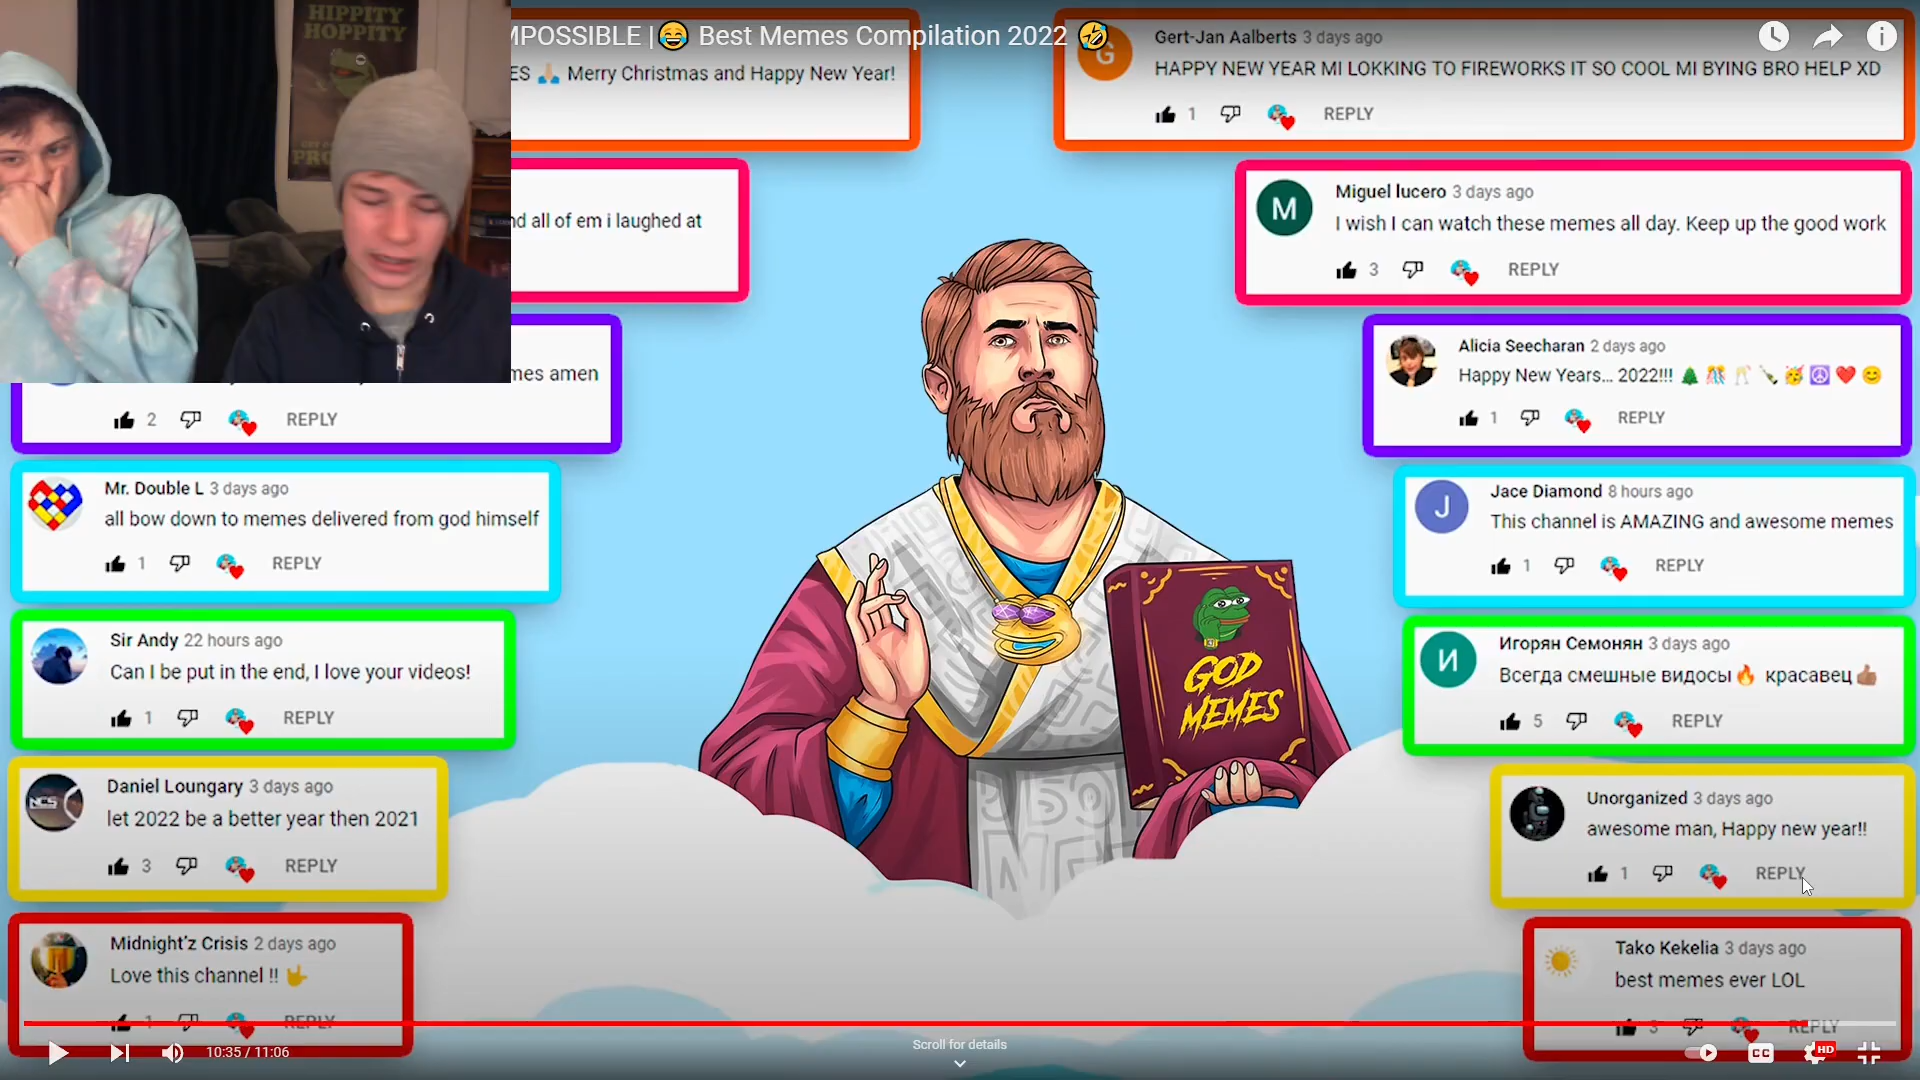 HIPPITY
HOPPITY
MPOSSIBLE |😂 Best Memes Compilation 2022 🤣
ES 🙏🏻 Merry Christmas and Happy New Year!
nd all of em i laughed at
mes amen
2 REPLY
Mr. Double L 3 days ago
all bow down to memes delivered from god himself
1 REPLY
Sir Andy 22 hours ago
Can I be put in the end, I love your videos!
1 REPLY
NCS
Daniel Loungary 3 days ago
let 2022 be a better year then 2021
3 REPLY
Midnight'z Crisis 2 days ago
Love this channel !! 🤟
1 REPLY
GOD
MEMES
G
Gert-Jan Aalberts 3 days ago
HAPPY NEW YEAR MI LOKKING TO FIREWORKS IT SO COOL MI BYING BRO HELP XD
1 REPLY
M
Miguel lucero 3 days ago
I wish I can watch these memes all day. Keep up the good work
3 REPLY
Alicia Seecharan 2 days ago
Happy New Years... 2022!!! 🎄 🎊 🥂 🍾 🥳 ☮️ ❤️ 😊
1 REPLY
J
Jace Diamond 8 hours ago
This channel is AMAZING and awesome memes
1 REPLY
И
Игорян Семонян 3 days ago
Всегда смешные видосы🔥 красавец👍🏽
5 REPLY
Unorganized 3 days ago
awesome man, Happy new year!!
1 REPLY
Tako Kekelia 3 days ago
best memes ever LOL
3 REPLY
10:35 / 11:06
Scroll for details
CC
HD